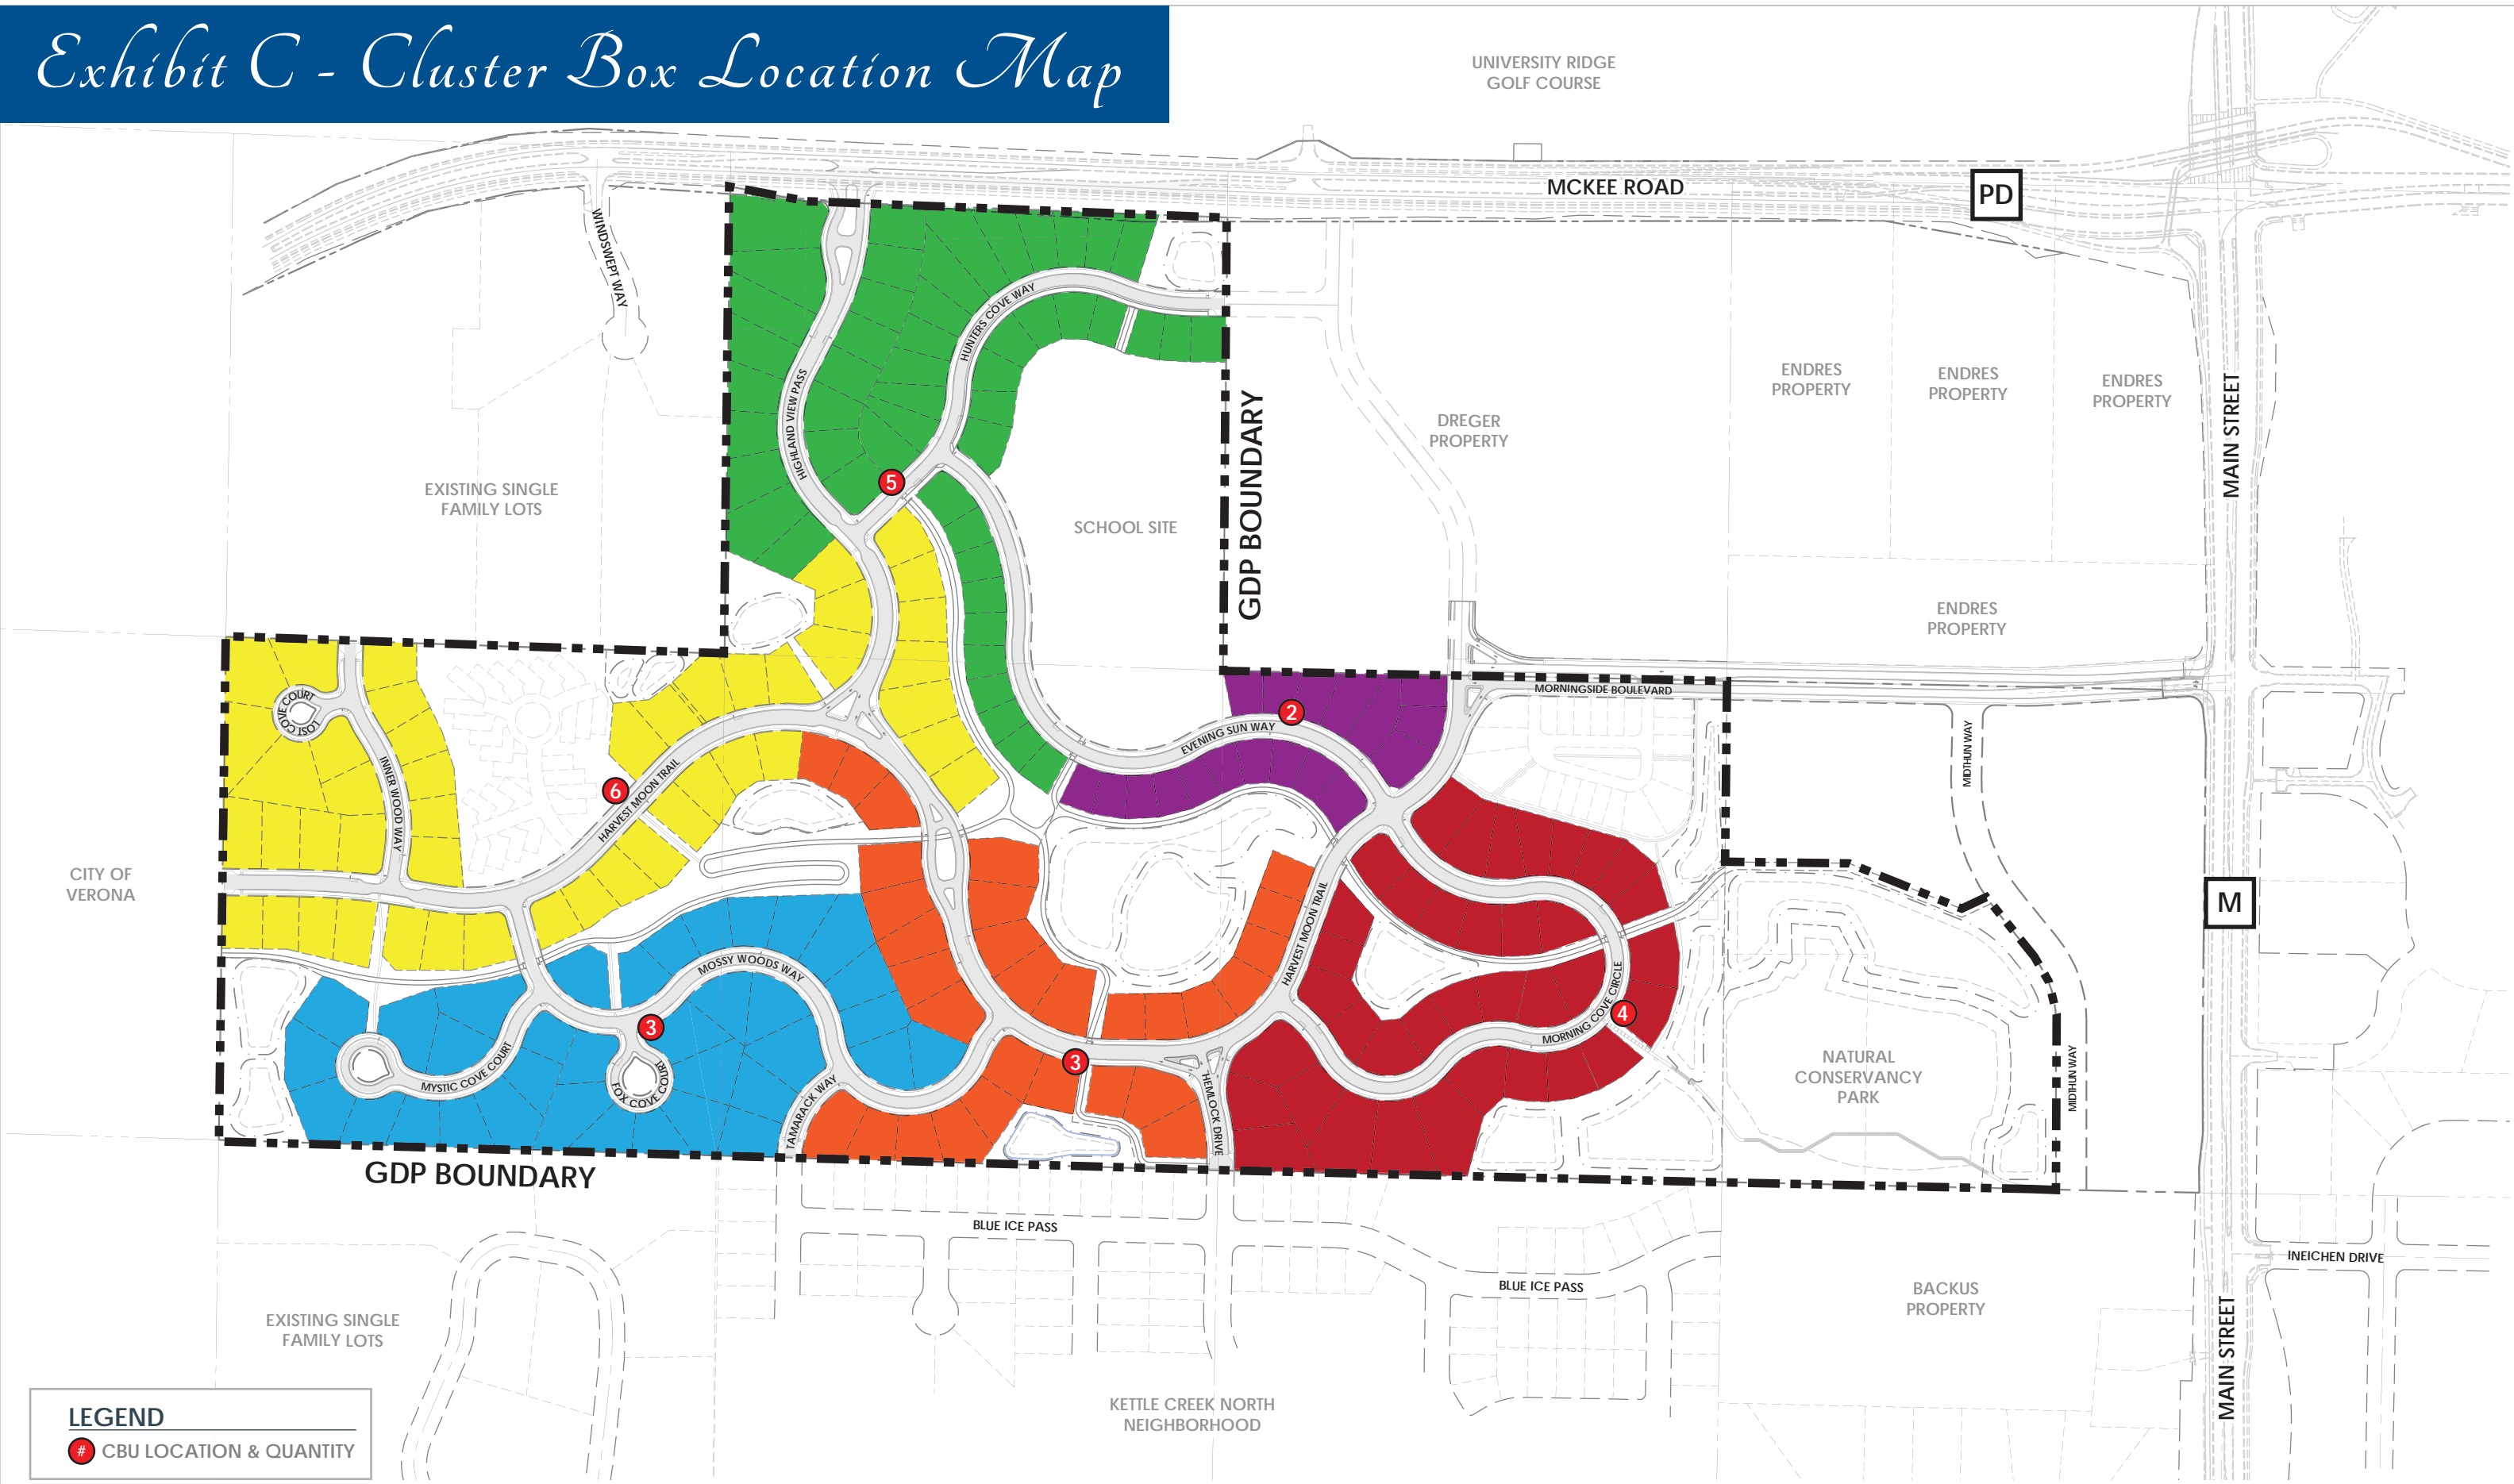 Exhibit C - Cluster Box Location Map
UNIVERSITY RIDGE
GOLF COURSE
MCKEE ROAD
PD
WINDSWEPT WAY
HUNTERS COVE WAY
HIGHLAND VIEW PASS
ENDRES
PROPERTY
ENDRES
PROPERTY
ENDRES
PROPERTY
MAIN STREET
DREGER
PROPERTY
GDP BOUNDARY
EXISTING SINGLE
FAMILY LOTS
5
SCHOOL SITE
ENDRES
PROPERTY
MORNINGSIDE BOULEVARD
LOST COVE COURT
2
EVENING SUN WAY
MIDTHUN WAY
INNER WOOD WAY
6
HARVEST MOON TRAIL
CITY OF
VERONA
M
HARVEST MOON TRAIL
MOSSY WOODS WAY
MORNING COVE CIRCLE
4
3
3
MYSTIC COVE COURT
FOX COVE COURT
TAMARACK WAY
HEMLOCK DRIVE
NATURAL
CONSERVANCY
PARK
MIDTHUN WAY
GDP BOUNDARY
BLUE ICE PASS
BLUE ICE PASS
INEICHEN DRIVE
BACKUS
PROPERTY
EXISTING SINGLE
FAMILY LOTS
MAIN STREET
KETTLE CREEK NORTH
NEIGHBORHOOD
LEGEND
# CBU LOCATION & QUANTITY